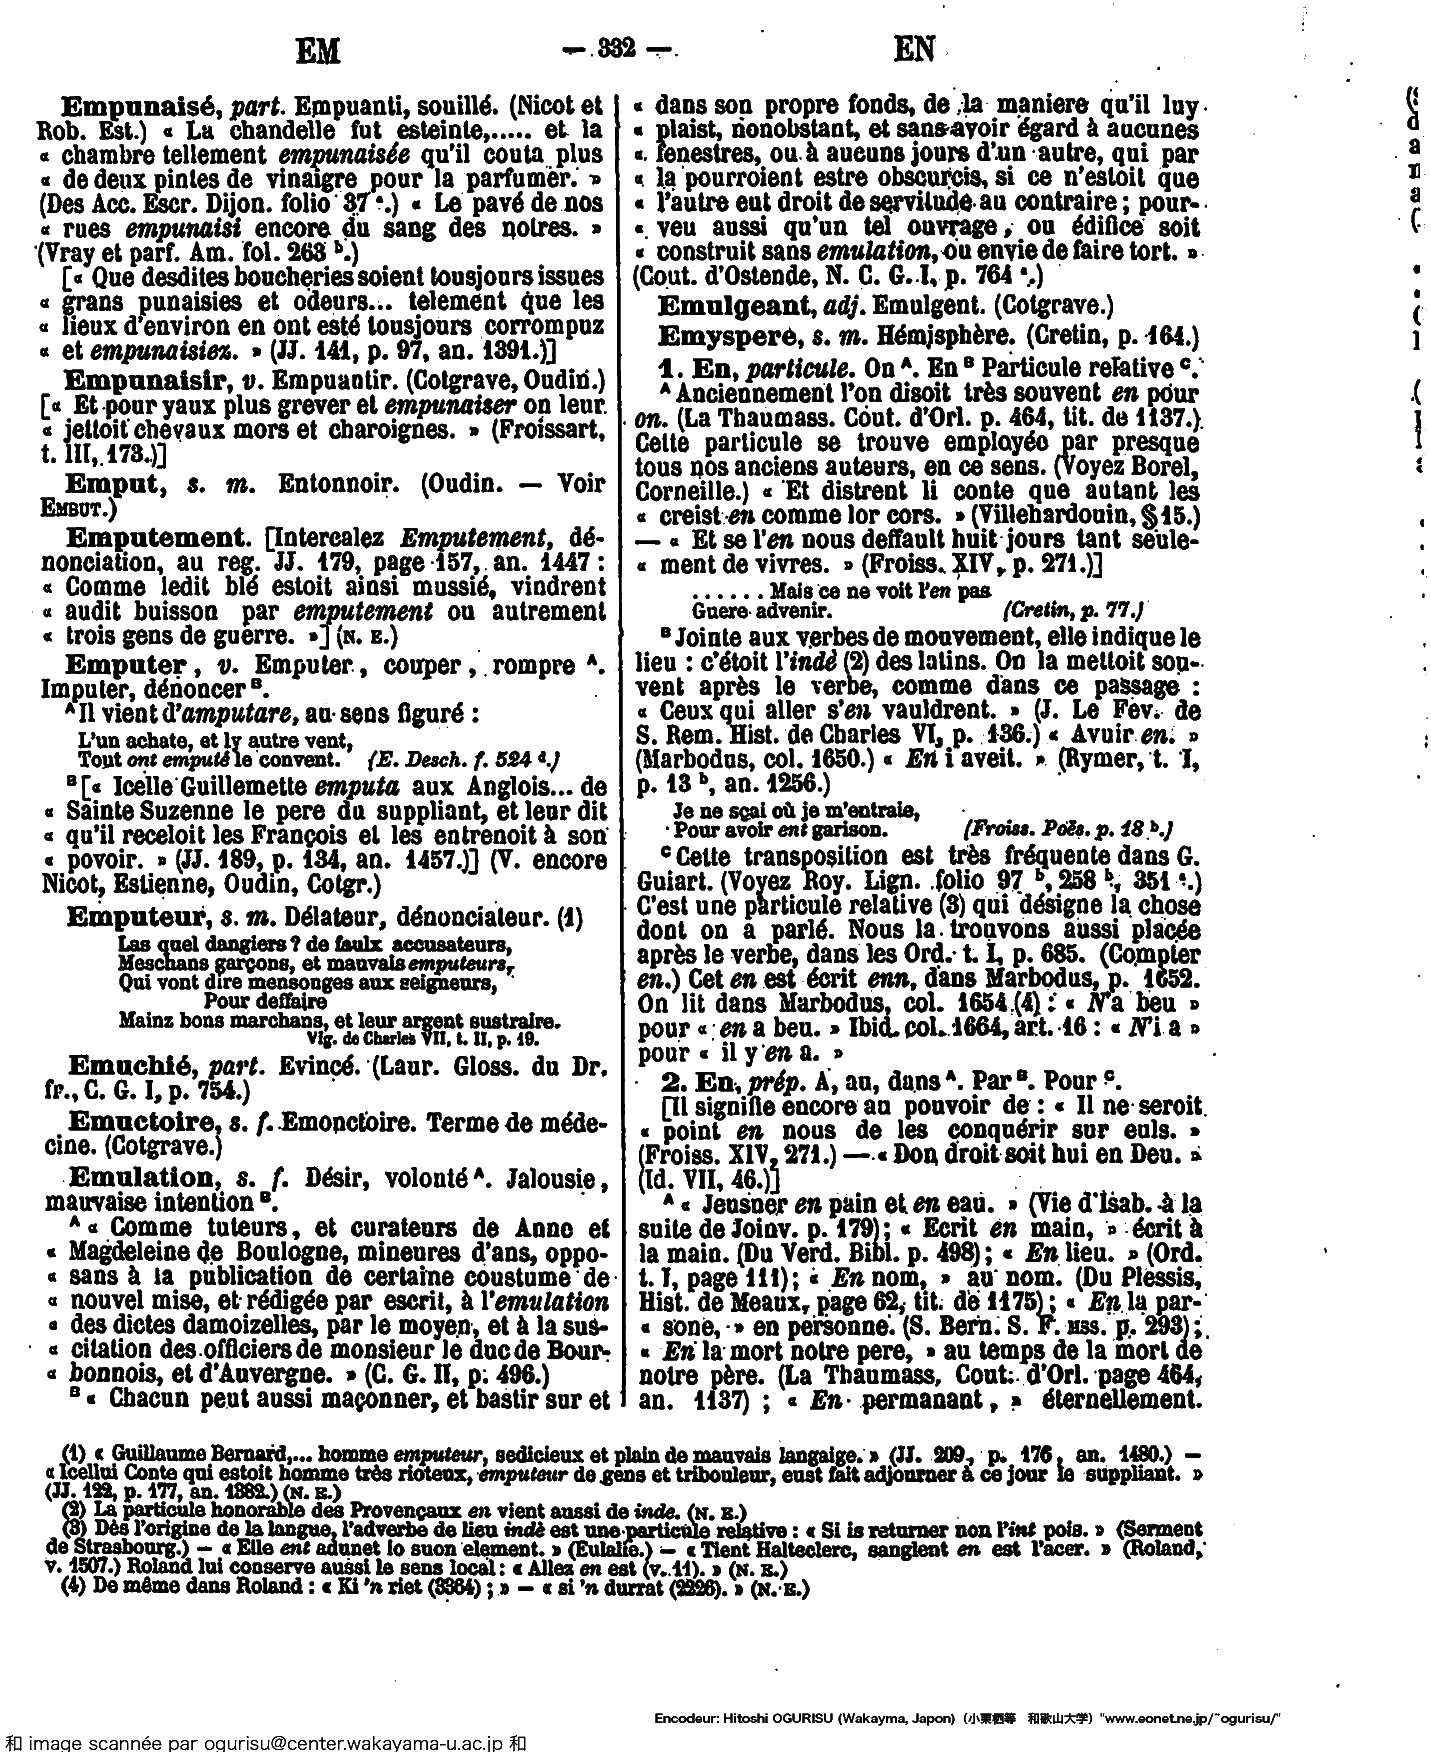 EM
— 332 —
EN
Empunaisé, part. Empuanti, souillé. (Nicot et
Rob. Est.) « La chandelle fut esteinte,..... et la
« chambre tellement empunaisée qu'il couta plus
« de deux pintes de vinaigre pour la parfumer. »
(Des Acc. Escr. Dijon. folio 37 a.) « Le pavé de nos
« rues empunaisi encore du sang des notres. »
(Vray et parf. Am. fol. 263 b.)
[« Que desdites boucheries soient tousjours issues
« grans punaisies et odeurs... telement que les
« lieux d'environ en ont esté tousjours corrompuz
« et empunaisiez. » (JJ. 141, p. 97, an. 1391.)]
Empunaisir, v. Empuantir. (Cotgrave, Oudin.)
[« Et pour yaux plus grever et empunaiser on leur
« jettoit chevaux mors et charoignes. » (Froissart,
t. III, 173.)]
Emput, s. m. Entonnoir. (Oudin. — Voir
EMBUT.)
Emputement. [Intercalez Emputement, dé-
nonciation, au reg. JJ. 179, page 157, an. 1447 :
« Comme ledit blé estoit ainsi mussié, vindrent
« audit buisson par emputement ou autrement
« trois gens de guerre. »] (N. E.)
Emputer, v. Emputer, couper, rompre A.
Imputer, dénoncer B.
A Il vient d'amputare, au sens figuré :
L'un achate, et ly autre vent,
Tout ont emputé le convent. (E. Desch. f. 524 d.)
B [« Icelle Guillemette emputa aux Anglois... de
« Sainte Suzenne le pere du suppliant, et leur dit
« qu'il receloit les François et les entrenoit à son
« povoir. » (JJ. 189, p. 134, an. 1457.)] (V. encore
Nicot, Estienne, Oudin, Cotgr.)
Emputeur, s. m. Délateur, dénonciateur. (1)
Las quel dangiers ? de faulx accusateurs,
Meschans garçons, et mauvais emputeurs,
Qui vont dire mensonges aux seigneurs,
Pour deffaire
Mainz bons marchans, et leur argent sustraire.
Vig. de Charles VII, t. II, p. 19.
Emuchié, part. Evincé. (Laur. Gloss. du Dr.
fr., C. G. I, p. 754.)
Emuctoire, s. f. Emonctoire. Terme de méde-
cine. (Cotgrave.)
Emulation, s. f. Désir, volonté A. Jalousie,
mauvaise intention B.
A « Comme tuteurs, et curateurs de Anne et
« Magdeleine de Boulogne, mineures d'ans, oppo-
« sans à la publication de certaine coustume de
« nouvel mise, et rédigée par escrit, à l'emulation
« des dictes damoizelles, par le moyen, et à la sus-
« citation des officiers de monsieur le duc de Bour-
« bonnois, et d'Auvergne. » (C. G. II, p. 496.)
B « Chacun peut aussi maçonner, et bastir sur et
« dans son propre fonds, de la maniere qu'il luy
« plaist, nonobstant, et sans avoir égard à aucunes
« fenestres, ou à aucuns jours d'un autre, qui par
« la pourroient estre obscurcis, si ce n'estoit que
« l'autre eut droit de servitude au contraire ; pour-
« veu aussi qu'un tel ouvrage, ou édifice soit
« construit sans emulation, ou envie de faire tort. »
(Cout. d'Ostende, N. C. G. I, p. 764 a.)
Emulgeant, adj. Emulgent. (Cotgrave.)
Emyspere, s. m. Hémisphère. (Cretin, p. 164.)
1. En, particule. On A. En B Particule relative C.
A Anciennement l'on disoit très souvent en pour
on. (La Thaumass. Cout. d'Orl. p. 464, tit. de 1137.)
Cette particule se trouve employée par presque
tous nos anciens auteurs, en ce sens. (Voyez Borel,
Corneille.) « Et distrent li conte que autant les
« creist en comme lor cors. » (Villehardouin, § 15.)
— « Et se l'en nous deffault huit jours tant seule-
« ment de vivres. » (Froiss. XIV, p. 271.)]
...... Mais ce ne voit l'en pas
Guere advenir. (Cretin, p. 77.)
B Jointe aux verbes de mouvement, elle indique le
lieu : c'étoit l'indè (2) des latins. On la mettoit sou-
vent après le verbe, comme dans ce passage :
« Ceux qui aller s'en vauldrent. » (J. Le Fev. de
S. Rem. Hist. de Charles VI, p. 136.) « Avuir en. »
(Marbodus, col. 1650.) « En i aveit. » (Rymer, t. I,
p. 13 b, an. 1256.)
Je ne sçai où je m'entraie,
Pour avoir ent garison. (Froiss. Poës. p. 18 b.)
C Cette transposition est très fréquente dans G.
Guiart. (Voyez Roy. Lign. folio 97 b, 258 b, 351 a.)
C'est une particule relative (3) qui désigne la chose
dont on a parlé. Nous la trouvons aussi placée
après le verbe, dans les Ord. t. I, p. 685. (Compter
en.) Cet en est écrit enn, dans Marbodus, p. 1652.
On lit dans Marbodus, col. 1654 (4) : « N'a beu »
pour « en a beu. » Ibid. col. 1664, art. 16 : « N'i a »
pour « il y en a. »
2. En, prép. A, au, dans A. Par B. Pour C.
[Il signifie encore au pouvoir de : « Il ne seroit
« point en nous de les conquérir sur euls. »
(Froiss. XIV, 271.) — « Don droit soit hui en Deu. »
(Id. VII, 46.)]
A « Jeusner en pain et en eau. » (Vie d'Isab. à la
suite de Joinv. p. 179) ; « Ecrit en main, » écrit à
la main. (Du Verd. Bibl. p. 498) ; « En lieu. » (Ord.
t. I, page 111) ; « En nom, » au nom. (Du Plessis,
Hist. de Meaux, page 62, tit. de 1175) ; « En la par-
« sone, » en personne. (S. Bern. S. F. MSS. p. 293) ;
« En la mort notre pere, » au temps de la mort de
notre père. (La Thaumass, Cout. d'Orl. page 464,
an. 1137) ; « En permanant, » éternellement.
(1) « Guillaume Bernard,... homme emputeur, sedicieux et plain de mauvais langaige. » (JJ. 209, p. 176, an. 1480.) —
« Icellui Conte qui estoit homme très rioteux, emputeur de gens et tribouleur, eust fait adjourner à ce jour le suppliant. »
(JJ. 122, p. 177, an. 1382.) (N. E.)
(2) La particule honorable des Provençaux en vient aussi de inde. (N. E.)
(3) Dès l'origine de la langue, l'adverbe de lieu indè est une particule relative : « Si is returner non l'int pois. » (Serment
de Strasbourg.) — « Elle ent adunet lo suon element. » (Eulalie.) — « Tient Halteclerc, sanglent en est l'acer. » (Roland,
v. 1507.) Roland lui conserve aussi le sens local : « Allez en est (v. 11). » (N. E.)
(4) De même dans Roland : « Ki 'n riet (3364) ; » — « si 'n durrat (2226). » (N. E.)
Encodeur: Hitoshi OGURISU (Wakayma, Japon) (小栗栖等 和歌山大学) "www.eonet.ne.jp/~ogurisu/"
和 image scannée par ogurisu@center.wakayama-u.ac.jp 和